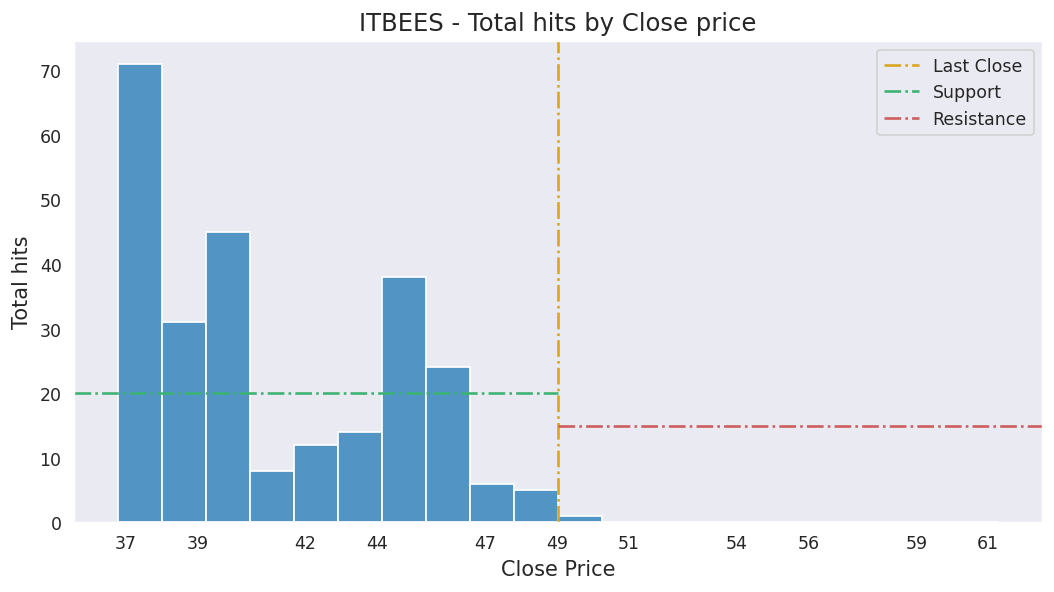 ITBEES - Total hits by Close price
Last Close
Support
Resistance
Total hits
70
60
50
40
30
20
10
0
37 39 42 44 47 49 51 54 56 59 61
Close Price